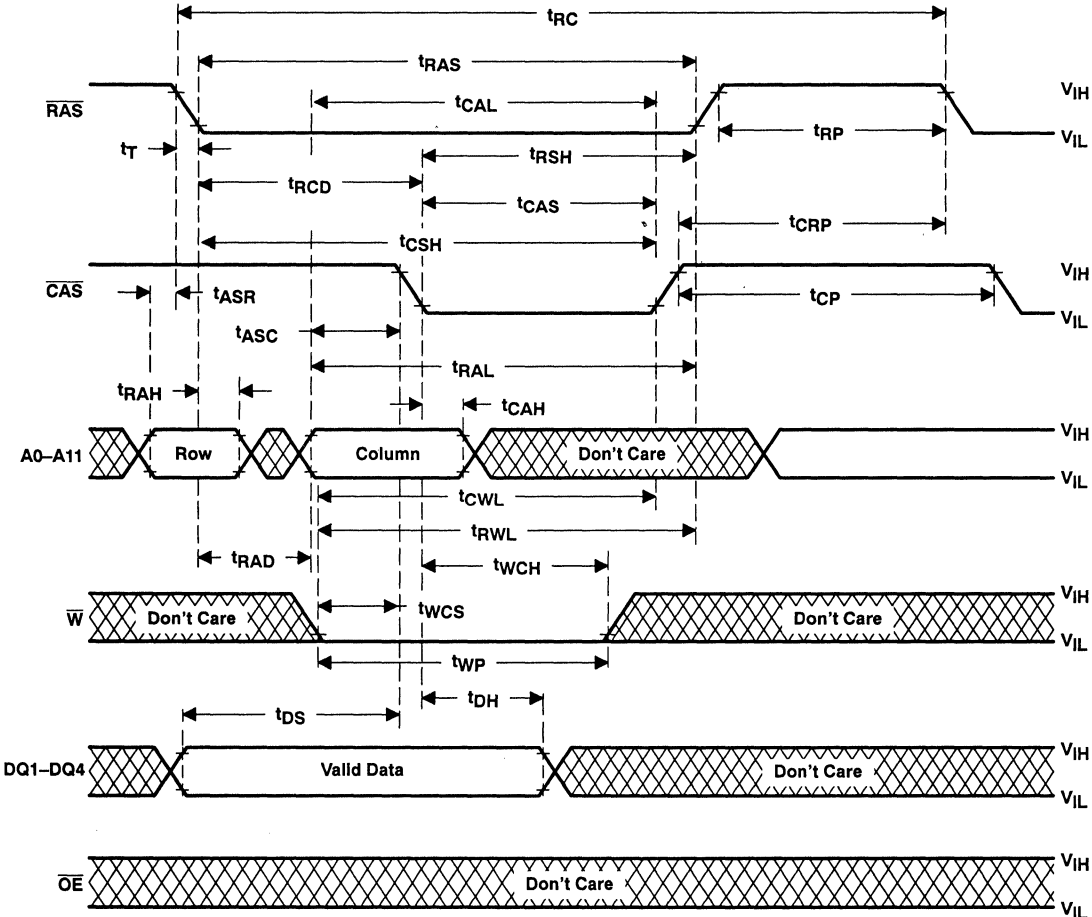 tRC
tRAS
RAS
tCAL
VIH
tRP
VIL
tT
tRSH
tRCD
tCAS
tCRP
tCSH
CAS
VIH
tASR
tCP
VIL
tASC
tRAL
tRAH
tCAH
A0–A11
Row
Column
Don't Care
VIH
VIL
tCWL
tRWL
tRAD
tWCH
W
Don't Care
tWCS
Don't Care
VIH
VIL
tWP
tDH
tDS
DQ1–DQ4
Valid Data
Don't Care
VIH
VIL
OE
Don't Care
VIH
VIL